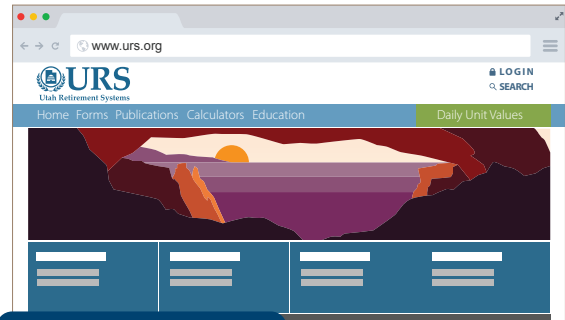 www.urs.org
URS
Utah Retirement Systems
LOGIN
SEARCH
Home Forms Publications Calculators Education
Daily Unit Values